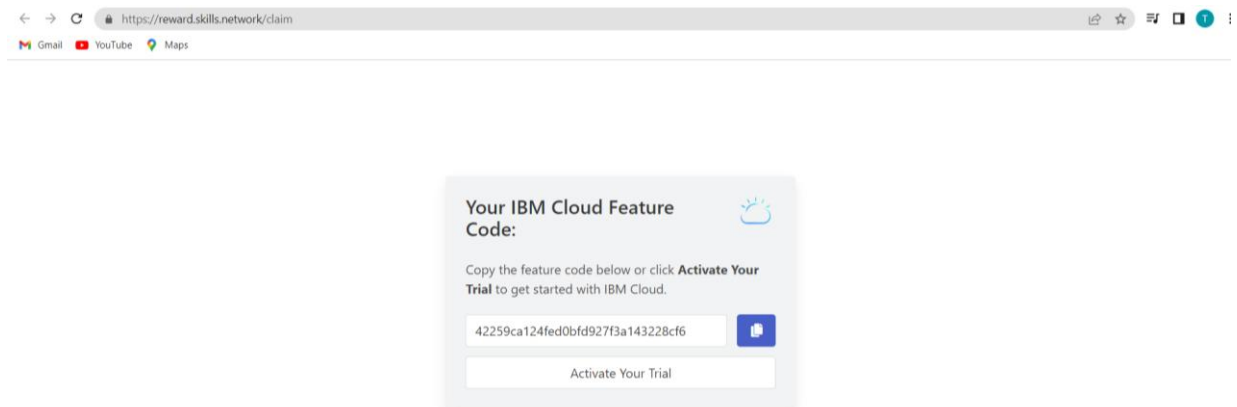 https://reward.skills.network/claim
T
Gmail YouTube Maps
Your IBM Cloud Feature
Code:
Copy the feature code below or click Activate Your
Trial to get started with IBM Cloud.
42259ca124fed0bfd927f3a143228cf6
Activate Your Trial